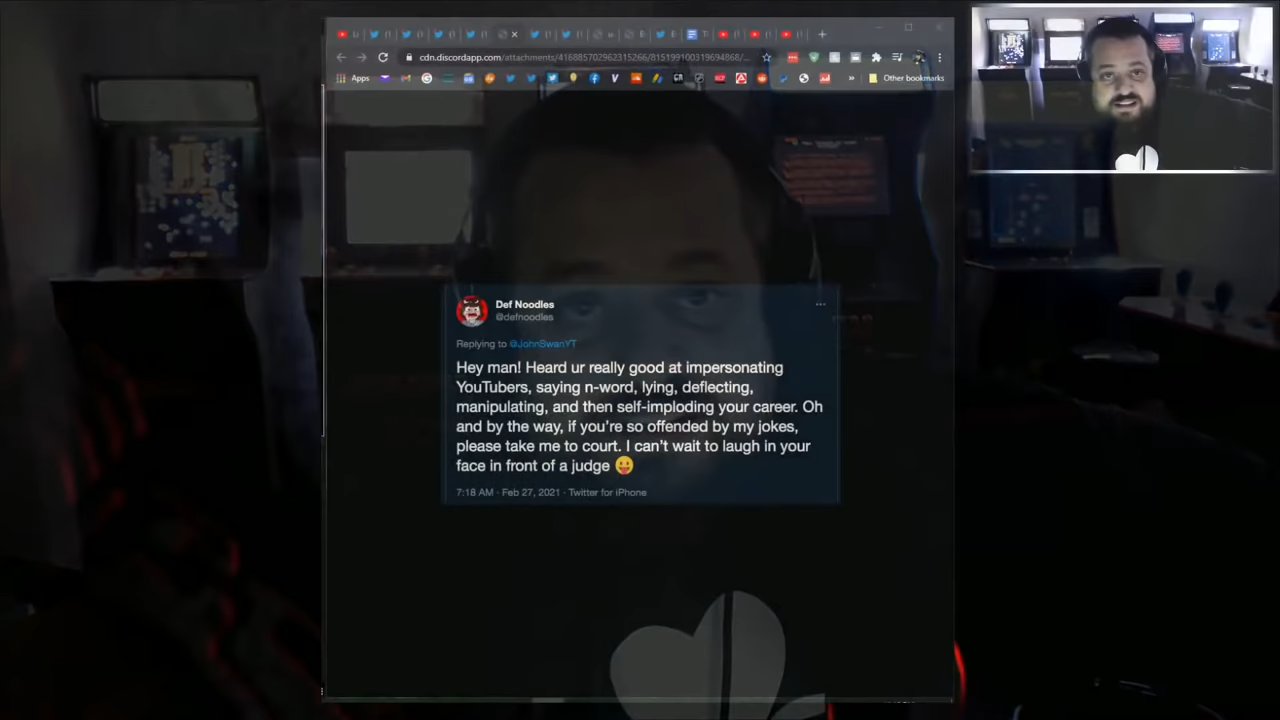 cdn.discordapp.com/attachments/416885702962315266/815199100319694868/...
Apps
Other bookmarks
Def Noodles
@defnoodles
Replying to @JohnSwanYT
Hey man! Heard ur really good at impersonating
YouTubers, saying n-word, lying, deflecting,
manipulating, and then self-imploding your career. Oh
and by the way, if you're so offended by my jokes,
please take me to court. I can't wait to laugh in your
face in front of a judge 😛
7:18 AM · Feb 27, 2021 · Twitter for iPhone